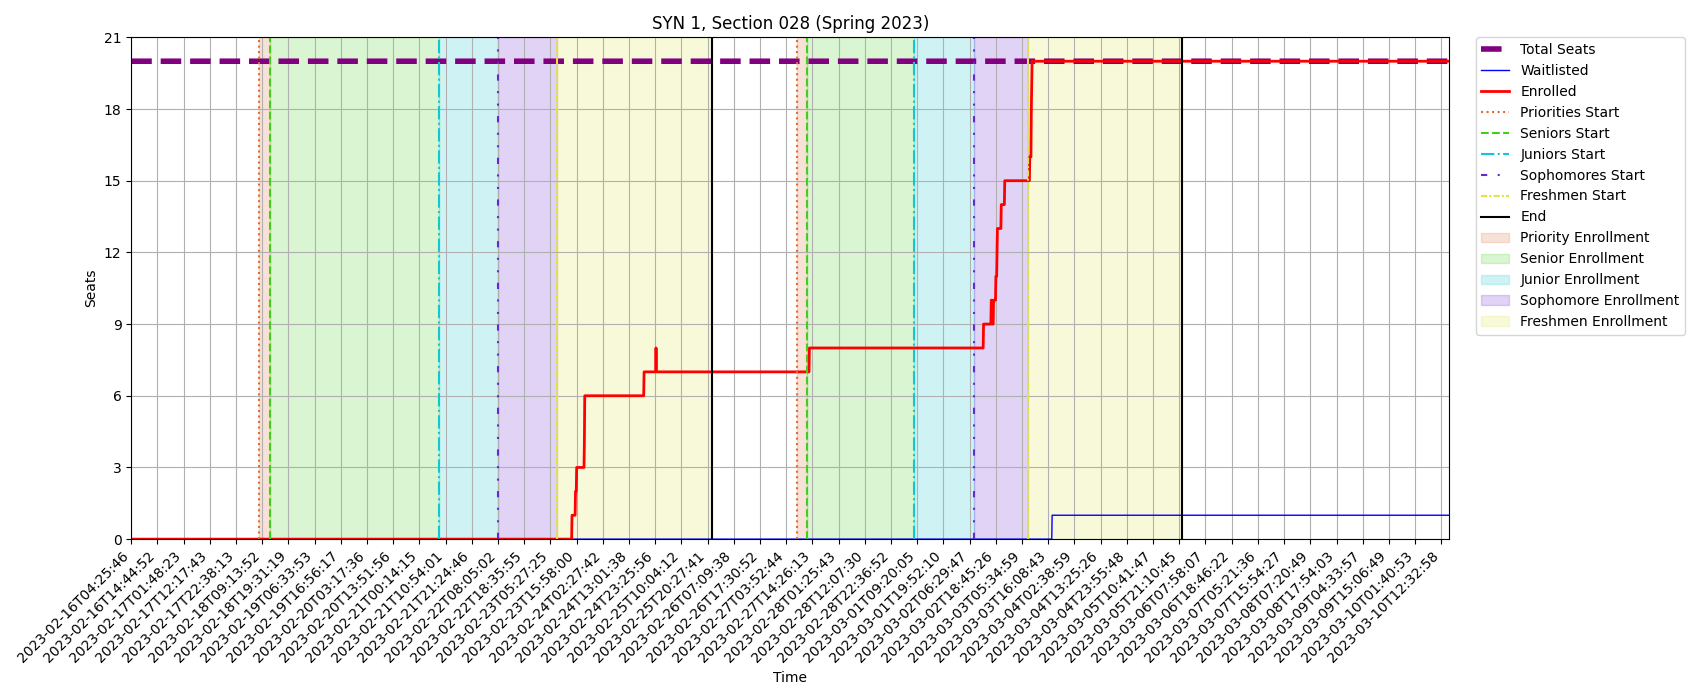 SYN 1, Section 028 (Spring 2023)
Seats
21
18
15
12
9
6
3
0
2023-02-16T04:25:46
2023-02-16T14:44:52
2023-02-17T01:48:23
2023-02-17T12:17:43
2023-02-17T22:38:13
2023-02-18T09:13:52
2023-02-18T19:31:19
2023-02-19T06:33:53
2023-02-19T16:56:17
2023-02-20T03:17:36
2023-02-20T13:51:56
2023-02-21T00:14:15
2023-02-21T10:54:01
2023-02-21T21:24:46
2023-02-22T08:05:02
2023-02-22T18:35:55
2023-02-23T05:27:25
2023-02-23T15:58:00
2023-02-24T02:27:42
2023-02-24T13:01:38
2023-02-24T23:25:56
2023-02-25T10:04:12
2023-02-25T20:27:41
2023-02-26T07:09:38
2023-02-26T17:30:52
2023-02-27T03:52:44
2023-02-27T14:26:13
2023-02-28T01:25:43
2023-02-28T12:07:30
2023-02-28T22:36:52
2023-03-01T09:20:05
2023-03-01T19:52:10
2023-03-02T06:29:47
2023-03-02T18:45:26
2023-03-03T05:34:59
2023-03-03T16:08:43
2023-03-04T02:38:59
2023-03-04T13:25:26
2023-03-04T23:55:48
2023-03-05T10:41:47
2023-03-05T21:10:45
2023-03-06T07:58:07
2023-03-06T18:46:22
2023-03-07T05:21:36
2023-03-07T15:54:27
2023-03-08T07:20:49
2023-03-08T17:54:03
2023-03-09T04:33:57
2023-03-09T15:06:49
2023-03-10T01:40:53
2023-03-10T12:32:58
Time
Total Seats
Waitlisted
Enrolled
Priorities Start
Seniors Start
Juniors Start
Sophomores Start
Freshmen Start
End
Priority Enrollment
Senior Enrollment
Junior Enrollment
Sophomore Enrollment
Freshmen Enrollment